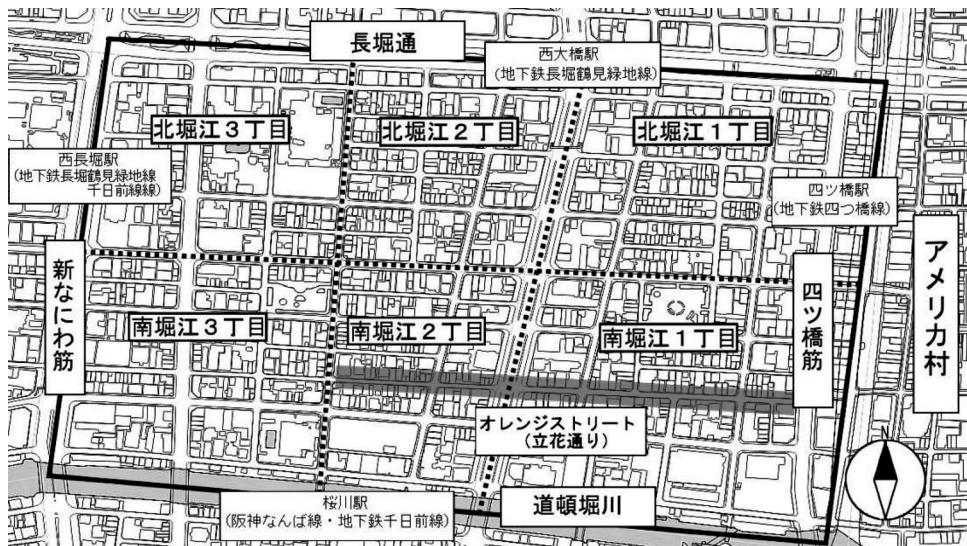 長堀通
西大橋駅
(地下鉄長堀鶴見緑地線)
北堀江3丁目
北堀江2丁目
北堀江1丁目
西長堀駅
(地下鉄長堀鶴見緑地線
千日前線線)
四ツ橋駅
(地下鉄四つ橋線)
アメリカ村
新なにわ筋
四ツ橋筋
南堀江3丁目
南堀江2丁目
南堀江1丁目
オレンジストリート
(立花通り)
N
桜川駅
(阪神なんば線・地下鉄千日前線)
道頓堀川